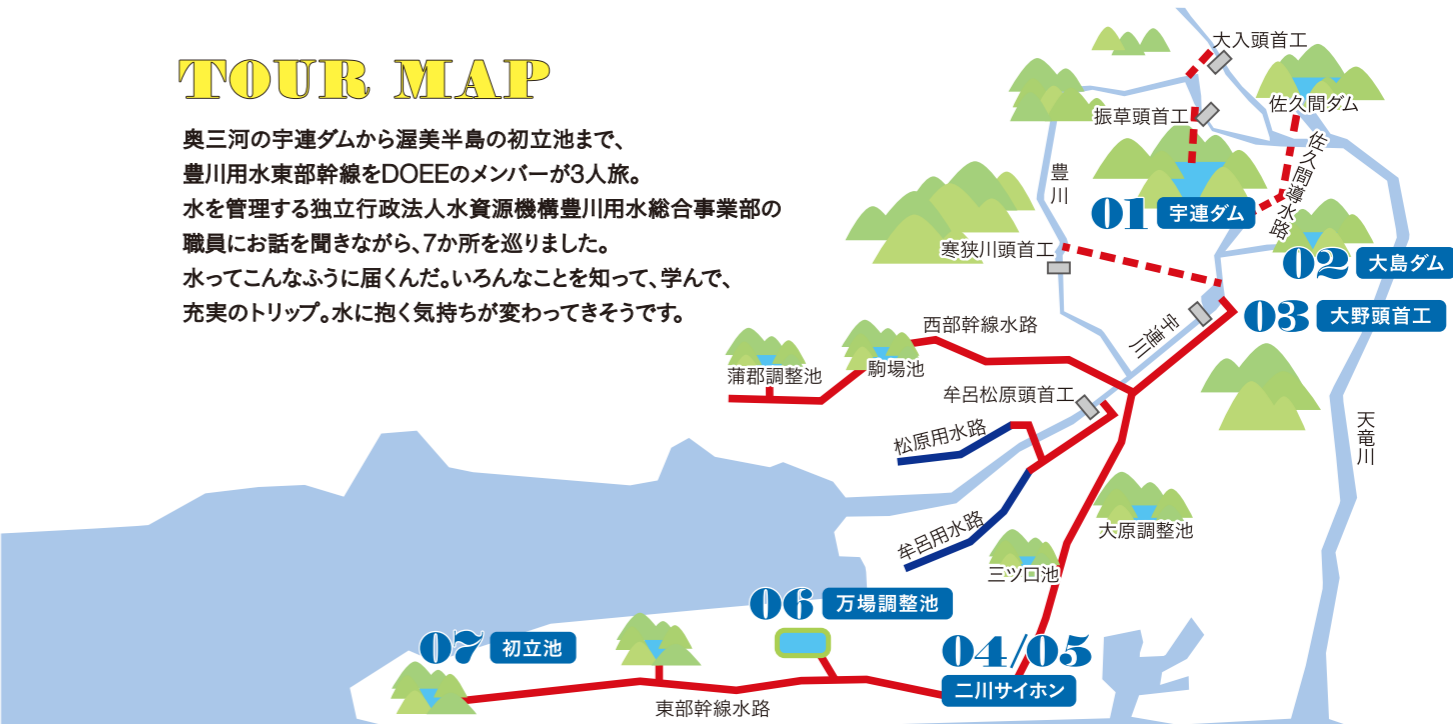 TOUR MAP
奥三河の宇連ダムから渥美半島の初立池まで、
豊川用水東部幹線をDOEEのメンバーが3人旅。
水を管理する独立行政法人水資源機構豊川用水総合事業部の
職員にお話を聞きながら、7か所を巡りました。
水ってこんなふうに届くんだ。いろんなことを知って、学んで、
充実のトリップ。水に抱く気持ちが変わってきそうです。
大入頭首工
佐久間ダム
振草頭首工
佐久間導水路
豊川
01 宇連ダム
寒狭川頭首工
02 大島ダム
03 大野頭首工
宇連川
西部幹線水路
駒場池
蒲郡調整池
牟呂松原頭首工
松原用水路
天竜川
牟呂用水路
大原調整池
三ツ口池
06 万場調整池
07 初立池
04/05
二川サイホン
東部幹線水路